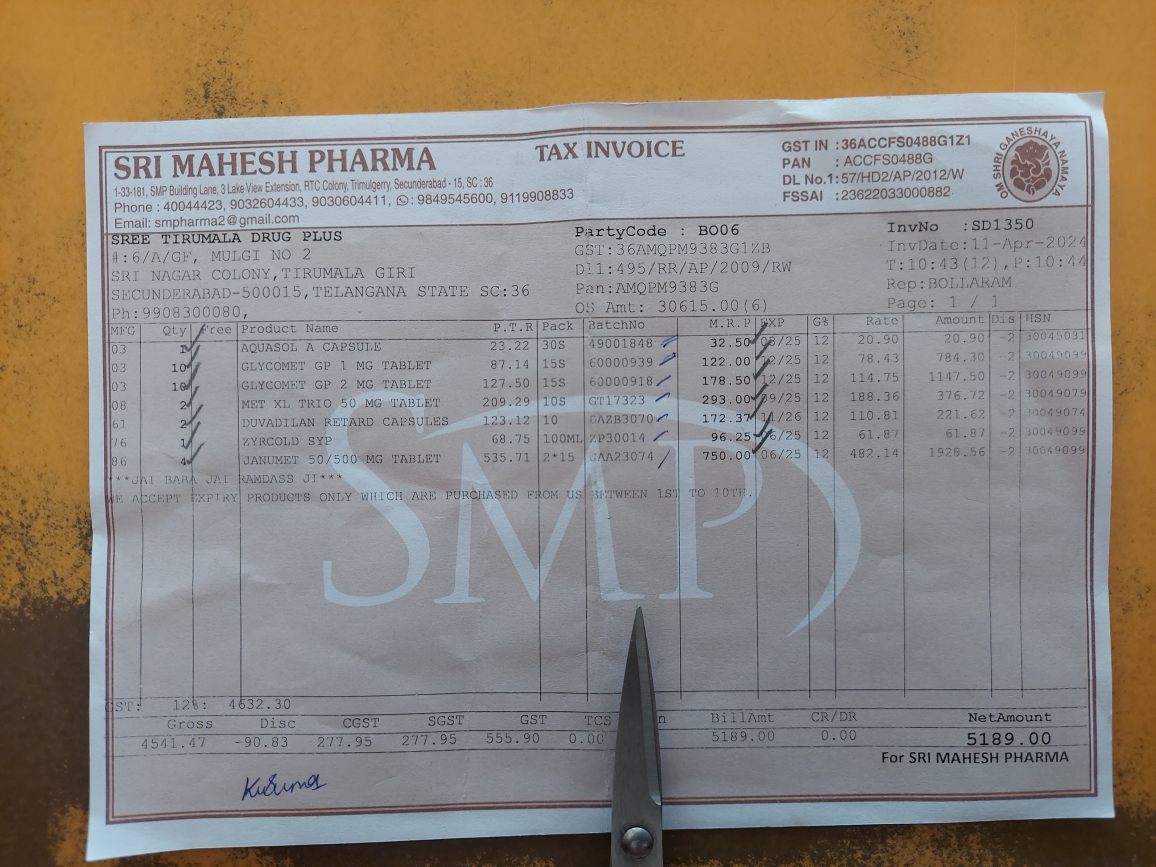 SRI MAHESH PHARMA
1-33-181, SMP Building Lane, 3 Lake View Extension, RTC Colony, Trimulgerry, Secunderabad - 15, SC : 36
Phone : 40044423, 9032604433, 9030604411, : 9849545600, 9119908833
Email: smpharma2@gmail.com
TAX INVOICE
GST IN : 36ACCFS0488G1Z1
PAN : ACCFS0488G
DL No.1: 57/HD2/AP/2012/W
FSSAI : 23622033000882
OM SHRI GANESHAYA NAMAYA
SREE TIRUMALA DRUG PLUS
#:6/A/GF, MULGI NO 2
SRI NAGAR COLONY,TIRUMALA GIRI
SECUNDERABAD-500015,TELANGANA STATE SC:36
Ph:9908300080,
PartyCode : BO06
GST:36AMQPM9383G1ZB
Dl1:495/RR/AP/2009/RW
Pan:AMQPM9383G
OS Amt: 30615.00(6)
InvNo :SD1350
InvDate:11-Apr-2024
T:10:43(12),P:10:44
Rep:BOLLARAM
Page: 1 / 1
MFG Qty Free Product Name P.T.R Pack BatchNo M.R.P EXP G% Rate Amount Dis HSN
03 1 AQUASOL A CAPSULE 23.22 30S 49001848 32.50 08/25 12 20.90 20.90 -2 30045031
03 10 GLYCOMET GP 1 MG TABLET 87.14 15S 60000939 122.00 12/25 12 78.43 784.30 -2 30049099
03 10 GLYCOMET GP 2 MG TABLET 127.50 15S 60000918 178.50 12/25 12 114.75 1147.50 -2 30049099
08 2 MET XL TRIO 50 MG TABLET 209.29 10S GT17323 293.00 09/25 12 188.36 376.72 -2 30049079
61 2 DUVADILAN RETARD CAPSULES 123.12 10 DAZB3070 172.37 11/26 12 110.81 221.62 -2 30049074
76 1 ZYRCOLD SYP 68.75 100ML ZP30014 96.25 /25 12 61.87 61.87 -2 30049099
86 4 JANUMET 50/500 MG TABLET 535.71 2*15 SAA23074 750.00 06/25 12 482.14 1928.56 -2 30049099
***JAI BABA JAI RAMDASS JI***
WE ACCEPT EXPIRY PRODUCTS ONLY WHICH ARE PURCHASED FROM US BETWEEN 1ST TO 10TH.
SMP
GST: 12%: 4632.30
Gross Disc CGST SGST GST TCS BillAmt CR/DR NetAmount
4541.47 -90.83 277.95 277.95 555.90 0.00 5189.00 0.00 5189.00
For SRI MAHESH PHARMA
Kusuma